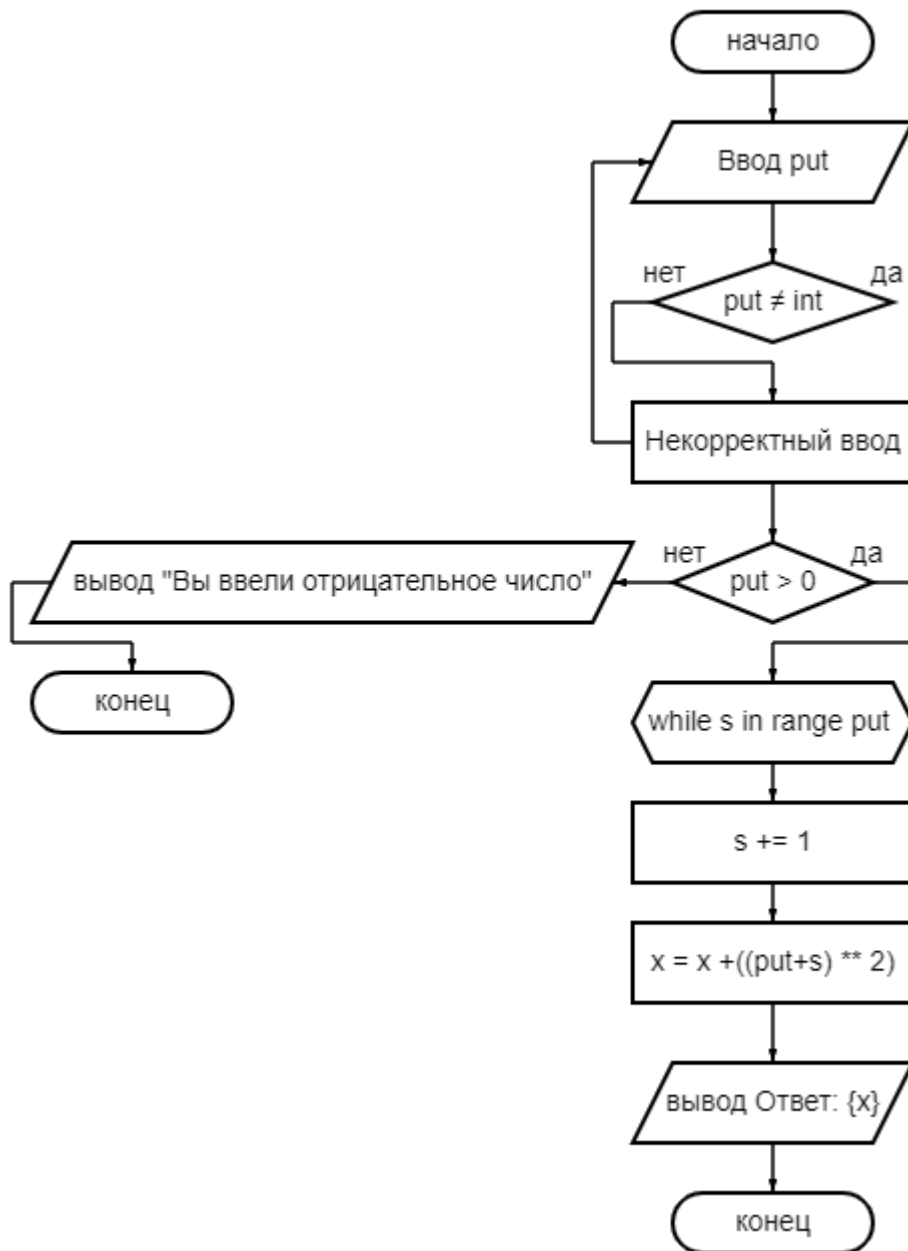 начало
Ввод put
нет
да
put ≠ int
Некорректный ввод
нет
да
вывод "Вы ввели отрицательное число"
put > 0
конец
while s in range put
s += 1
x = x +((put+s) ** 2)
вывод Ответ: {x}
конец